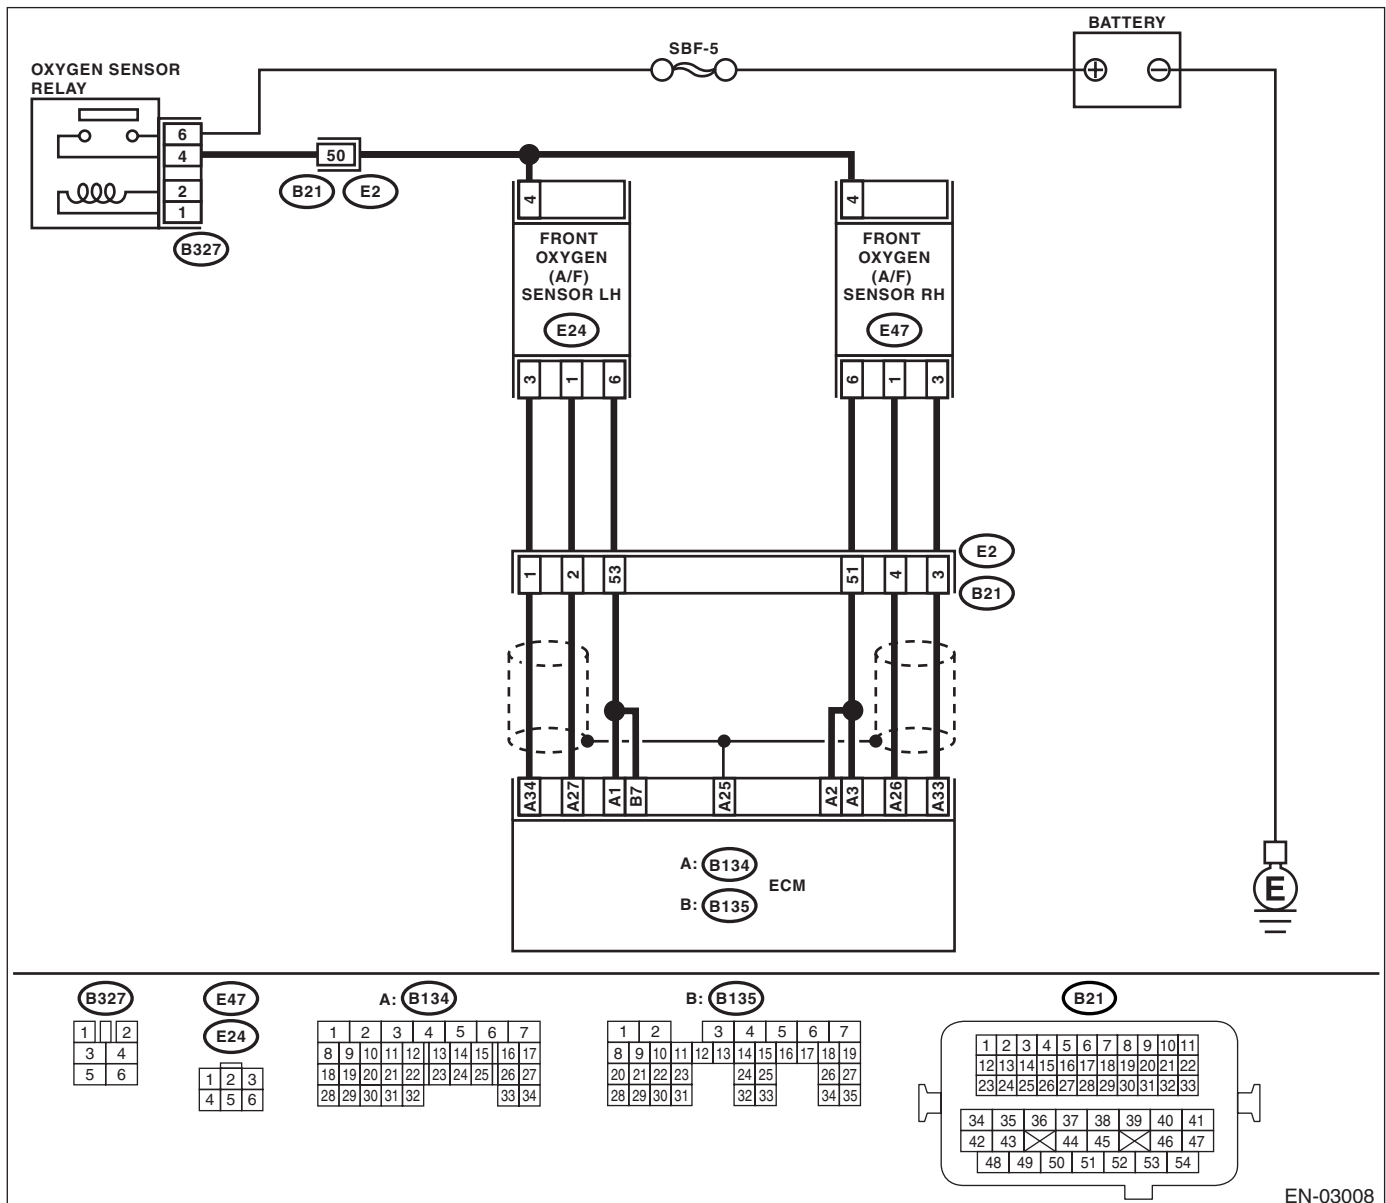 BATTERY
SBF-5
OXYGEN SENSOR
RELAY
6
4
2
1
B327
50
B21 E2
4
4
FRONT
OXYGEN
(A/F)
SENSOR LH
E24
FRONT
OXYGEN
(A/F)
SENSOR RH
E47
3 1 6
6 1 3
E2
1 2 53 51 4 3
B21
A34 A27 A1 B7 A25 A2 A3 A26 A33
A: B134
ECM
B: B135
E
B327
1 2
3 4
5 6
E47
E24
1 2 3
4 5 6
A: B134
1 2 3 4 5 6 7
8 9 10 11 12 13 14 15 16 17
18 19 20 21 22 23 24 25 26 27
28 29 30 31 32 33 34
B: B135
1 2 3 4 5 6 7
8 9 10 11 12 13 14 15 16 17 18 19
20 21 22 23 24 25 26 27
28 29 30 31 32 33 34 35
B21
1 2 3 4 5 6 7 8 9 10 11
12 13 14 15 16 17 18 19 20 21 22
23 24 25 26 27 28 29 30 31 32 33
34 35 36 37 38 39 40 41
42 43 44 45 46 47
48 49 50 51 52 53 54
EN-03008